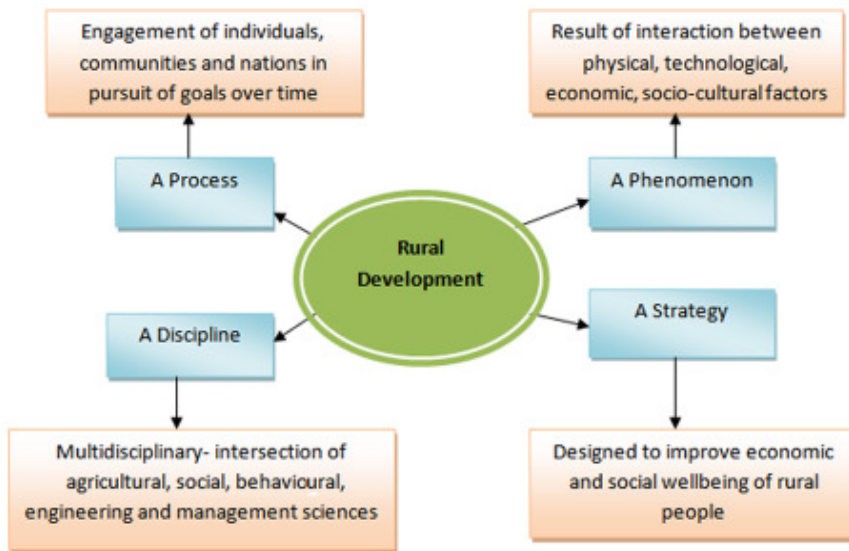 Engagement of individuals,
communities and nations in
pursuit of goals over time
Result of interaction between
physical, technological,
economic, socio-cultural factors
A Process
A Phenomenon
Rural
Development
A Discipline
A Strategy
Multidisciplinary- intersection of
agricultural, social, behavioural,
engineering and management sciences
Designed to improve economic
and social wellbeing of rural
people